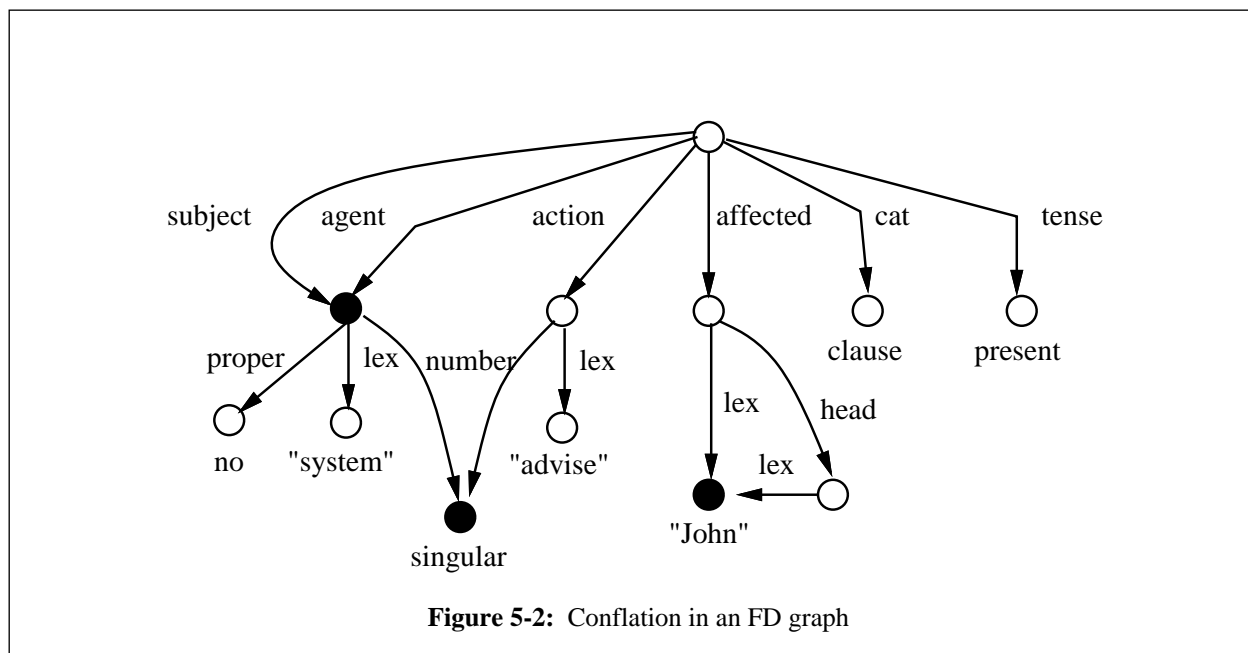 subject agent action affected cat tense
clause present
proper lex number lex
lex head
no "system" "advise" lex
"John"
singular
Figure 5-2: Conflation in an FD graph